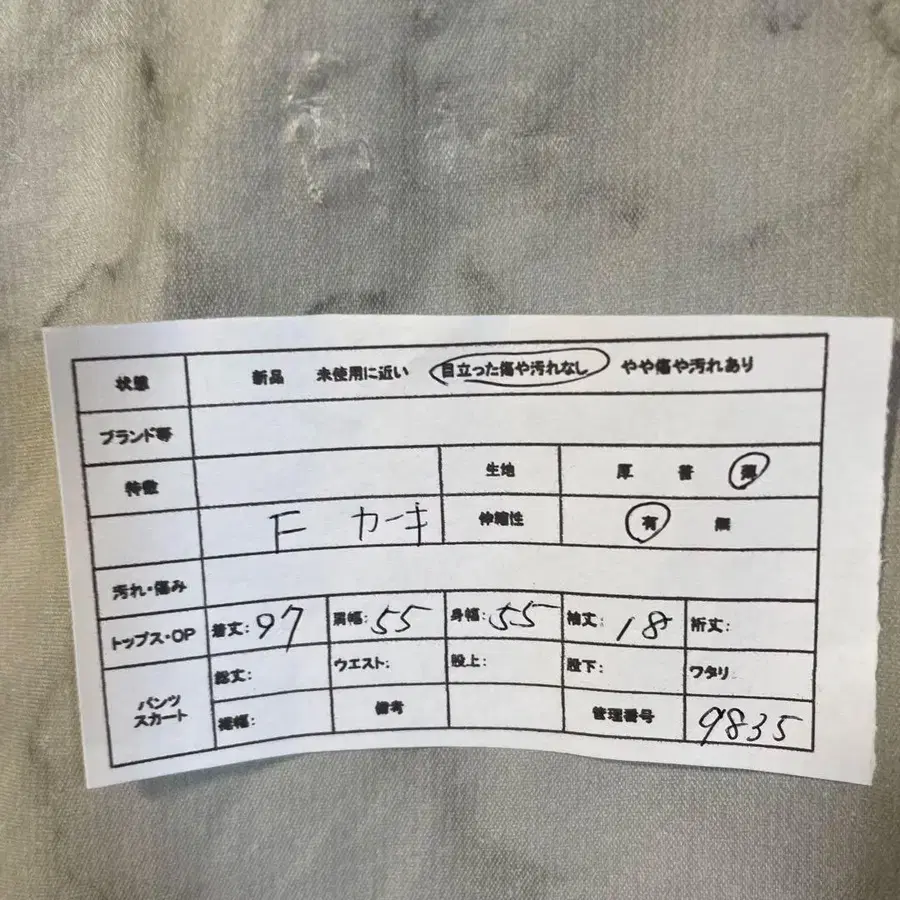 状態 新品 未使用に近い 目立った傷や汚れなし やや傷や汚れあり
ブランド等
特徴 生地 厚 普 薄
F カーキ 伸縮性 有 無
汚れ・傷み
トップス・OP 着丈:97 肩幅:55 身幅:55 袖丈:18 裄丈:
パンツ スカート 総丈: ウエスト: 股上: 股下: ワタリ:
裾幅: 備考 管理番号 9835